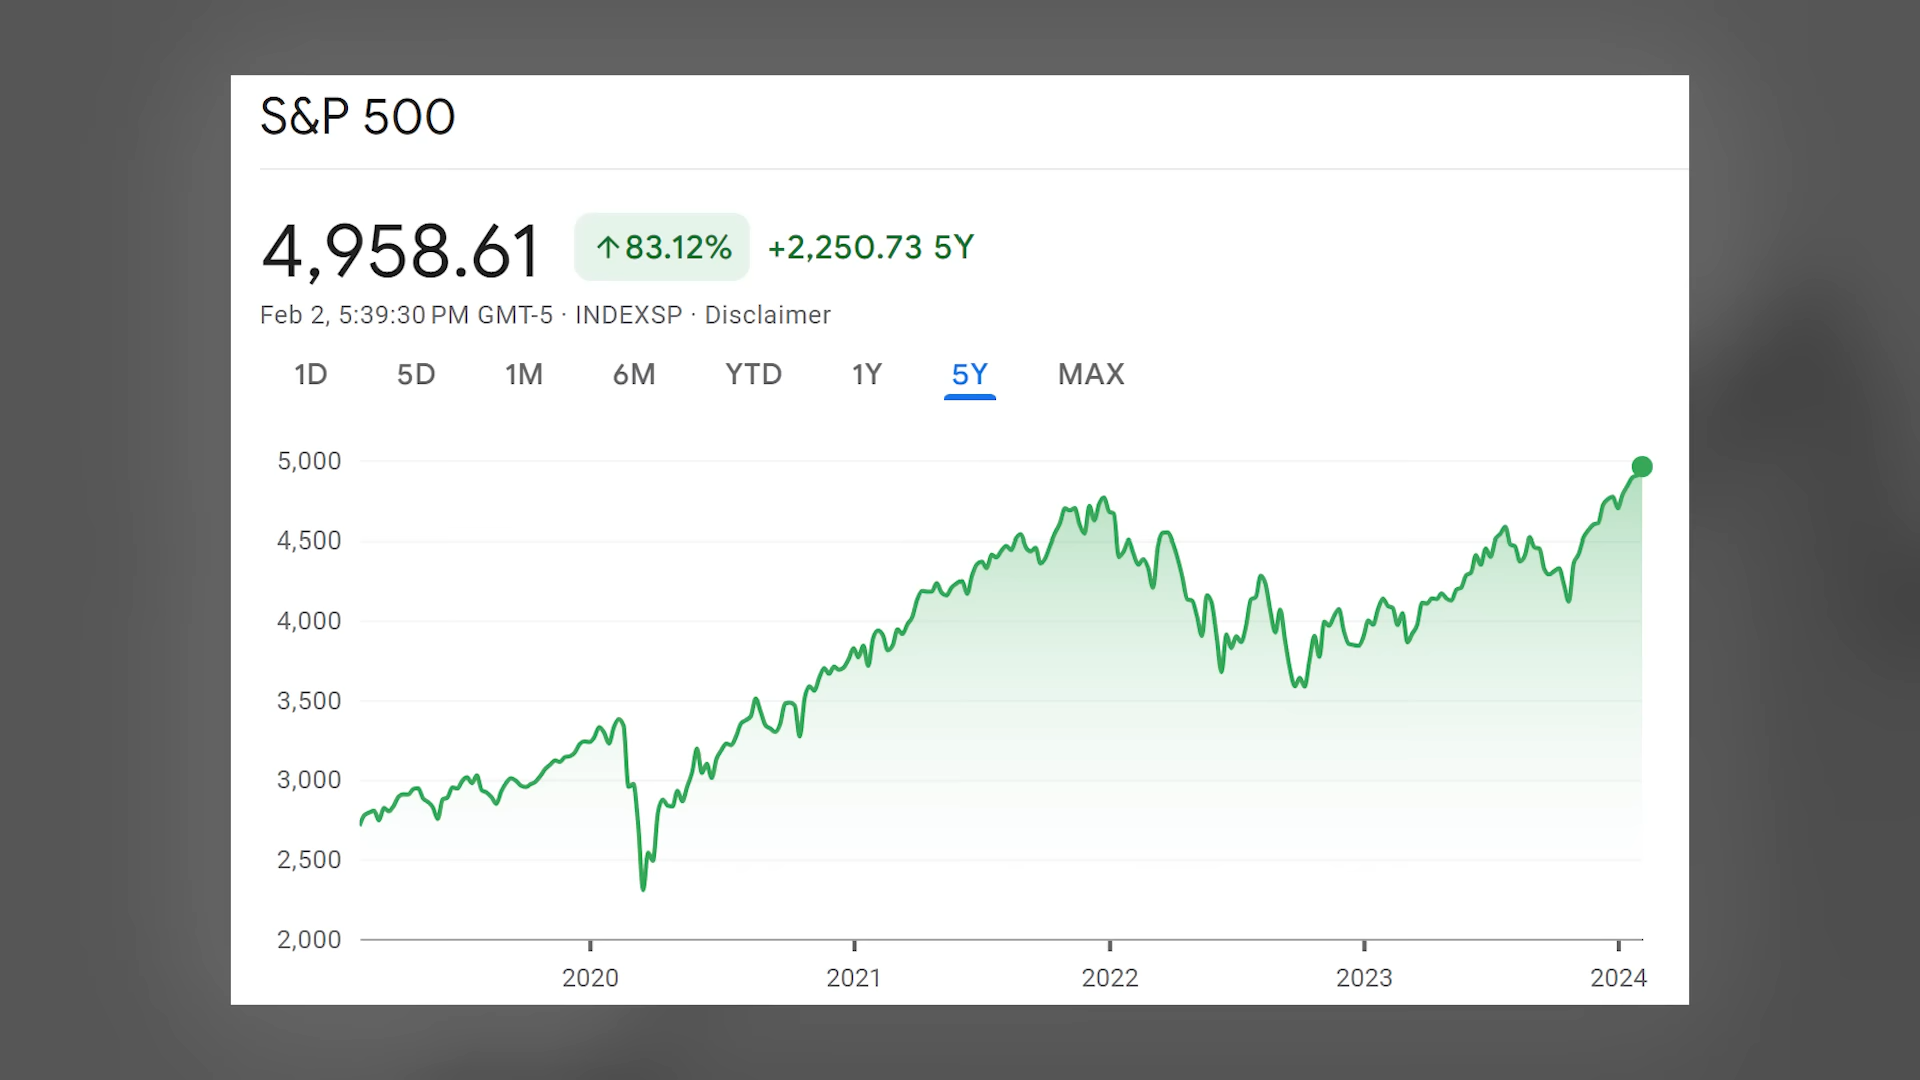 S&P 500
4,958.61 ↑83.12% +2,250.73 5Y
Feb 2, 5:39:30 PM GMT-5 · INDEXSP · Disclaimer
1D 5D 1M 6M YTD 1Y 5Y MAX
5,000
4,500
4,000
3,500
3,000
2,500
2,000
2020 2021 2022 2023 2024